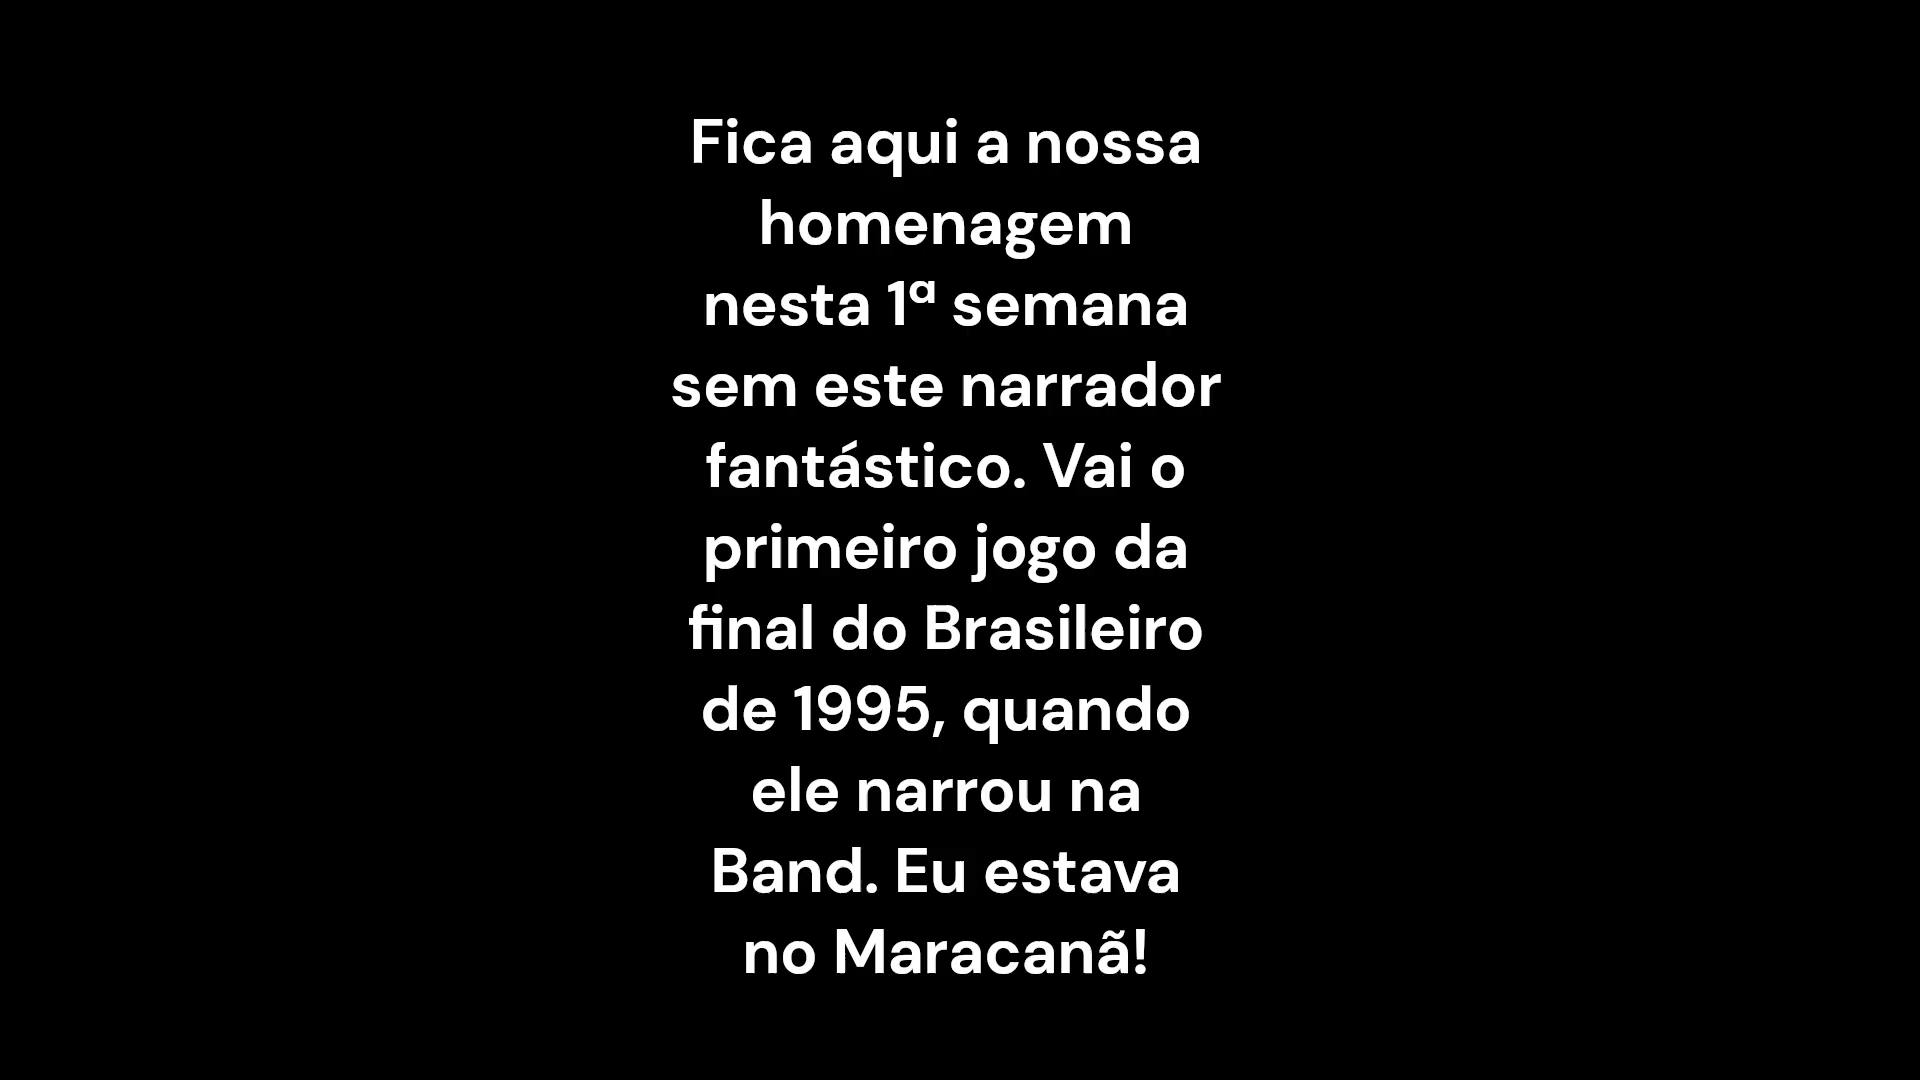 Fica aqui a nossa
homenagem
nesta 1ª semana
sem este narrador
fantástico. Vai o
primeiro jogo da
final do Brasileiro
de 1995, quando
ele narrou na
Band. Eu estava
no Maracanã!